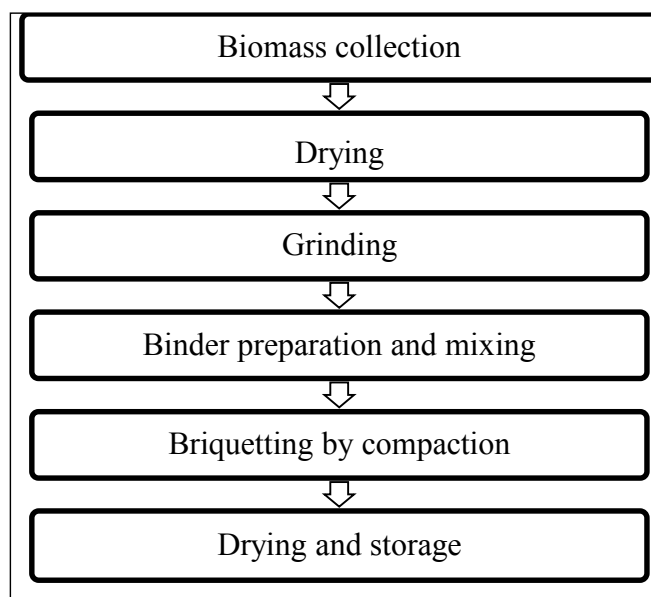 Biomass collection
Drying
Grinding
Binder preparation and mixing
Briquetting by compaction
Drying and storage